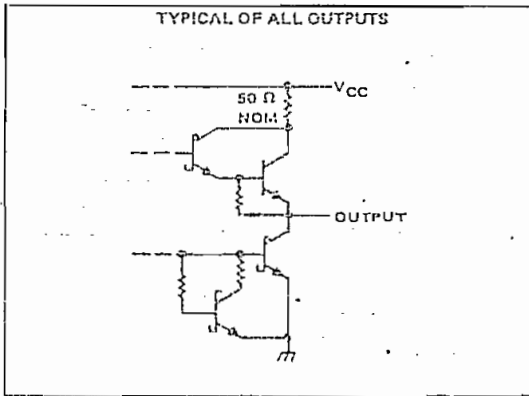 TYPICAL OF ALL OUTPUTS
VCC
50 Ω
NOM
OUTPUT